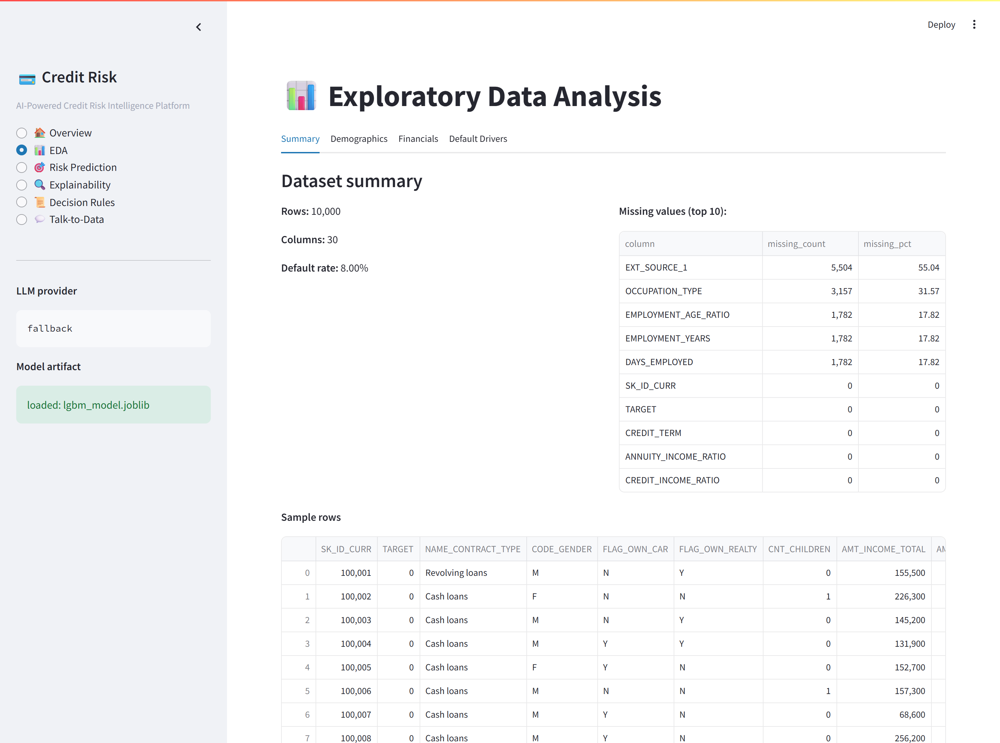 Deploy
Credit Risk
AI-Powered Credit Risk Intelligence Platform
Overview
EDA
Risk Prediction
Explainability
Decision Rules
Talk-to-Data
LLM provider
fallback
Model artifact
loaded: lgbm_model.joblib
Exploratory Data Analysis
Summary Demographics Financials Default Drivers
Dataset summary
Rows: 10,000
Columns: 30
Default rate: 8.00%
Missing values (top 10):
column missing_count missing_pct
EXT_SOURCE_1 5,504 55.04
OCCUPATION_TYPE 3,157 31.57
EMPLOYMENT_AGE_RATIO 1,782 17.82
EMPLOYMENT_YEARS 1,782 17.82
DAYS_EMPLOYED 1,782 17.82
SK_ID_CURR 0 0
TARGET 0 0
CREDIT_TERM 0 0
ANNUITY_INCOME_RATIO 0 0
CREDIT_INCOME_RATIO 0 0
Sample rows
SK_ID_CURR TARGET NAME_CONTRACT_TYPE CODE_GENDER FLAG_OWN_CAR FLAG_OWN_REALTY CNT_CHILDREN AMT_INCOME_TOTAL
0 100,001 0 Revolving loans M N Y 0 155,500
1 100,002 0 Cash loans F N N 1 226,300
2 100,003 0 Cash loans M N Y 0 145,200
3 100,004 0 Cash loans M Y Y 0 131,900
4 100,005 0 Cash loans F Y N 0 152,700
5 100,006 0 Cash loans M N N 1 157,300
6 100,007 0 Cash loans M Y N 0 68,600
7 100,008 0 Cash loans M Y N 0 256,200